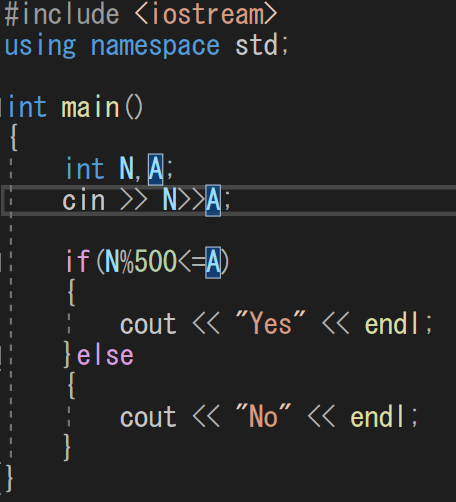 #include <iostream>
using namespace std;
int main()
{
int N,A;
cin >> N>>A;
if(N%500<=A)
{
cout << "Yes" << endl;
}else
{
cout << "No" << endl;
}
}